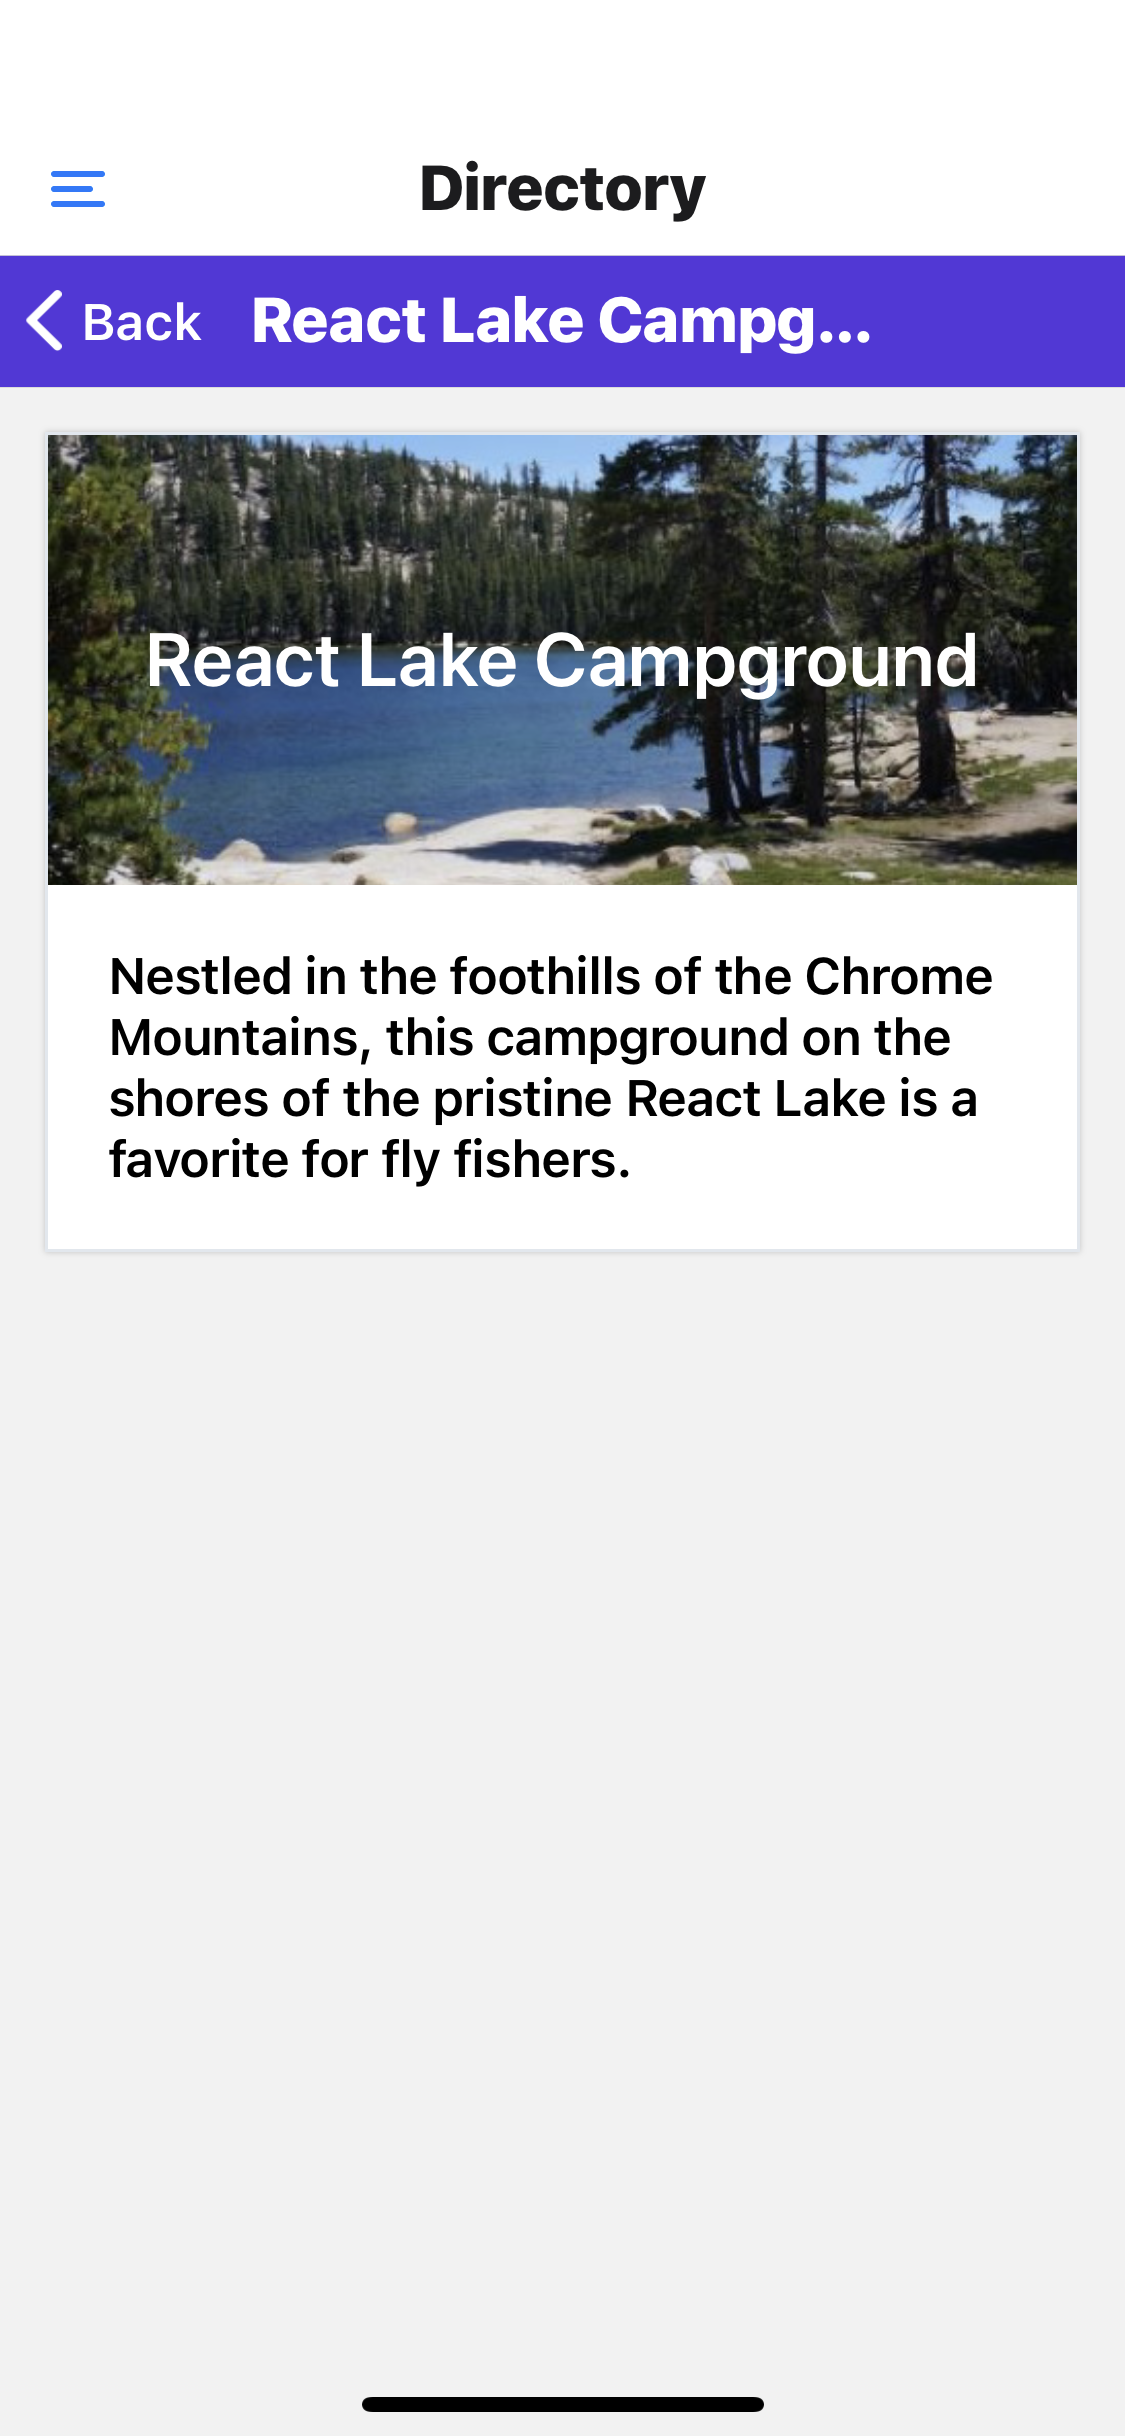 Directory
Back React Lake Campg...
React Lake Campground
Nestled in the foothills of the Chrome
Mountains, this campground on the
shores of the pristine React Lake is a
favorite for fly fishers.